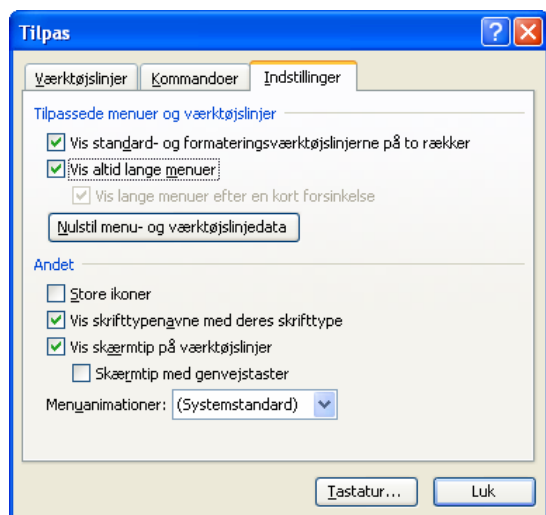 Tilpas
Værktøjslinjer Kommandoer Indstillinger
Tilpassede menuer og værktøjslinjer
Vis standard- og formateringsværktøjslinjerne på to rækker
Vis altid lange menuer
Vis lange menuer efter en kort forsinkelse
Nulstil menu- og værktøjslinjedata
Andet
Store ikoner
Vis skrifttypenavne med deres skrifttype
Vis skærmtip på værktøjslinjer
Skærmtip med genvejstaster
Menuanimationer: (Systemstandard)
Tastatur... Luk